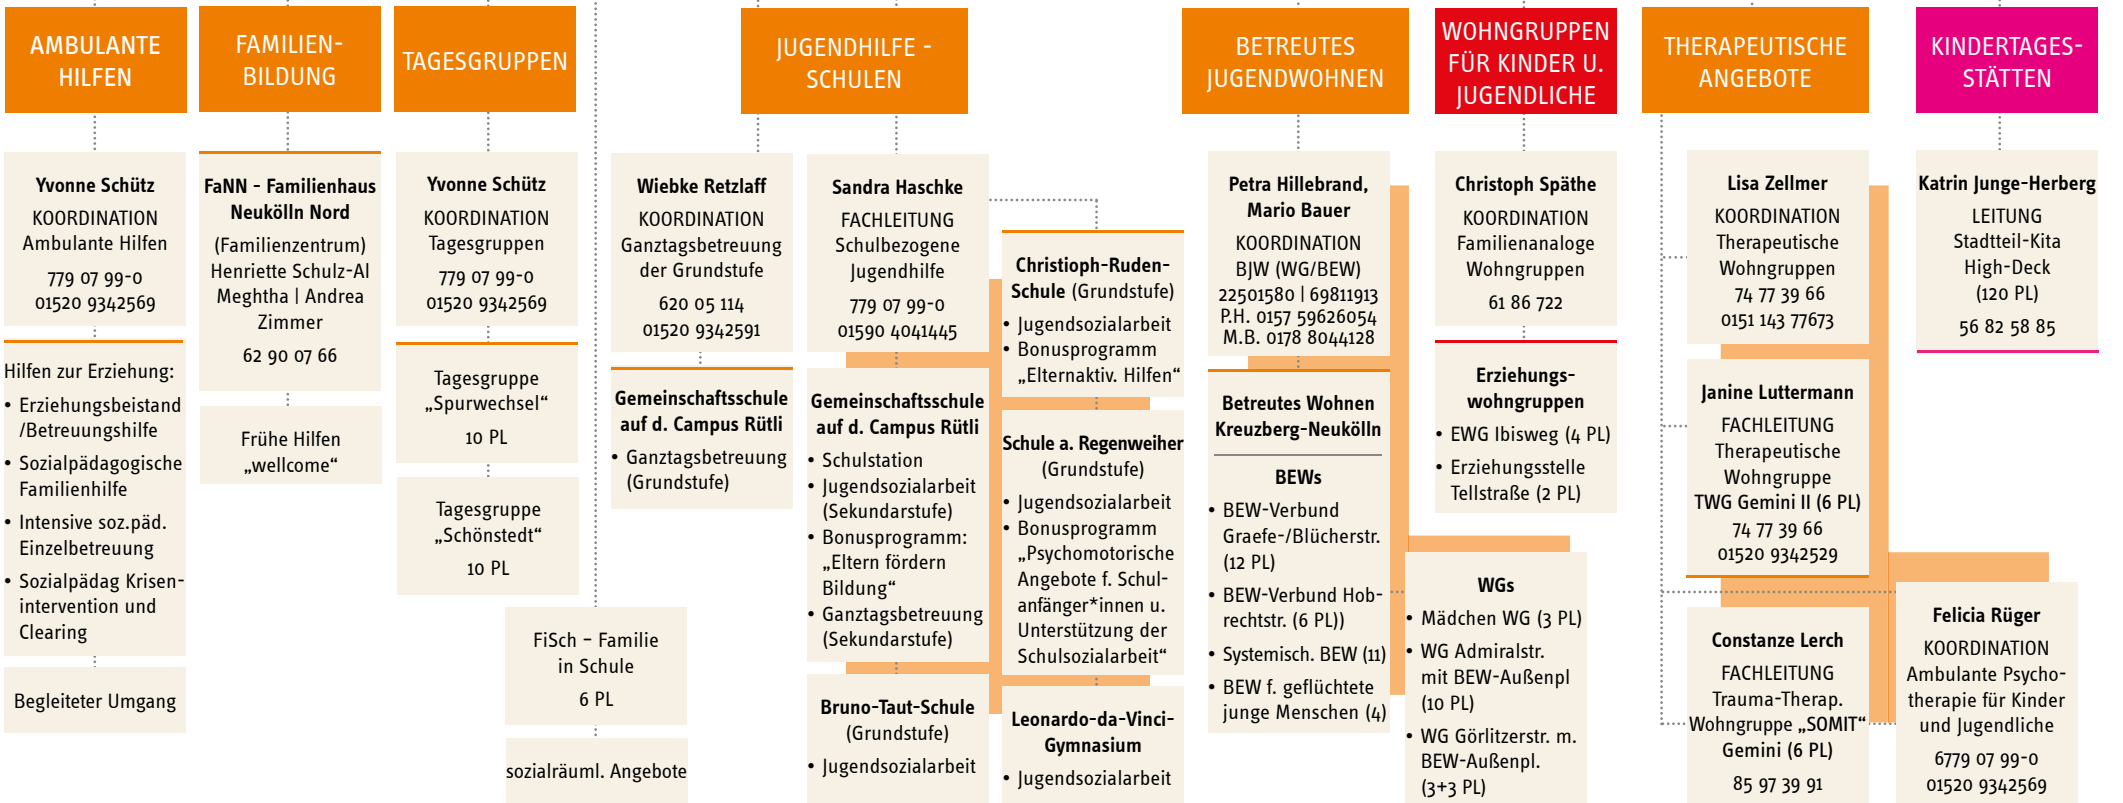 AMBULANTE
HILFEN
FAMILIEN-
BILDUNG
TAGESGRUPPEN
JUGENDHILFE -
SCHULEN
BETREUTES
JUGENDWOHNEN
WOHNGRUPPEN
FÜR KINDER U.
JUGENDLICHE
THERAPEUTISCHE
ANGEBOTE
KINDERTAGES-
STÄTTEN
Yvonne Schütz
KOORDINATION
Ambulante Hilfen
779 07 99-0
01520 9342569
Hilfen zur Erziehung:
• Erziehungsbeistand
/Betreuungshilfe
• Sozialpädagogische
Familienhilfe
• Intensive soz.päd.
Einzelbetreuung
• Sozialpädag Krisen-
intervention und
Clearing
Begleiteter Umgang
FaNN - Familienhaus
Neukölln Nord
(Familienzentrum)
Henriette Schulz-Al
Meghtha | Andrea
Zimmer
62 90 07 66
Frühe Hilfen
„wellcome“
Yvonne Schütz
KOORDINATION
Tagesgruppen
779 07 99-0
01520 9342569
Tagesgruppe
„Spurwechsel“
10 PL
Tagesgruppe
„Schönstedt“
10 PL
FiSch – Familie
in Schule
6 PL
sozialräuml. Angebote
Wiebke Retzlaff
KOORDINATION
Ganztagsbetreuung
der Grundstufe
620 05 114
01520 9342591
Gemeinschaftsschule
auf d. Campus Rütli
• Ganztagsbetreuung
(Grundstufe)
Sandra Haschke
FACHLEITUNG
Schulbezogene
Jugendhilfe
779 07 99-0
01590 4041445
Gemeinschaftsschule
auf d. Campus Rütli
• Schulstation
• Jugendsozialarbeit
(Sekundarstufe)
• Bonusprogramm:
„Eltern fördern
Bildung“
• Ganztagsbetreuung
(Sekundarstufe)
Bruno-Taut-Schule
(Grundstufe)
• Jugendsozialarbeit
Christioph-Ruden-
Schule (Grundstufe)
• Jugendsozialarbeit
• Bonusprogramm
„Elternaktiv. Hilfen“
Schule a. Regenweiher
(Grundstufe)
• Jugendsozialarbeit
• Bonusprogramm
„Psychomotorische
Angebote f. Schul-
anfänger*innen u.
Unterstützung der
Schulsozialarbeit“
Leonardo-da-Vinci-
Gymnasium
• Jugendsozialarbeit
Petra Hillebrand,
Mario Bauer
KOORDINATION
BJW (WG/BEW)
22501580 | 69811913
P.H. 0157 59626054
M.B. 0178 8044128
Betreutes Wohnen
Kreuzberg-Neukölln
BEWs
• BEW-Verbund
Graefe-/Blücherstr.
(12 PL)
• BEW-Verbund Hob-
rechtstr. (6 PL))
• Systemisch. BEW (11)
• BEW f. geflüchtete
junge Menschen (4)
WGs
• Mädchen WG (3 PL)
• WG Admiralstr.
mit BEW-Außenpl
(10 PL)
• WG Görlitzerstr. m.
BEW-Außenpl.
(3+3 PL)
Christoph Späthe
KOORDINATION
Familienanaloge
Wohngruppen
61 86 722
Erziehungs-
wohngruppen
• EWG Ibisweg (4 PL)
• Erziehungsstelle
Tellstraße (2 PL)
Lisa Zellmer
KOORDINATION
Therapeutische
Wohngruppen
74 77 39 66
0151 143 77673
Janine Luttermann
FACHLEITUNG
Therapeutische
Wohngruppe
TWG Gemini II (6 PL)
74 77 39 66
01520 9342529
Constanze Lerch
FACHLEITUNG
Trauma-Therap.
Wohngruppe „SOMIT“
Gemini (6 PL)
85 97 39 91
Felicia Rüger
KOORDINATION
Ambulante Psycho-
therapie für Kinder
und Jugendliche
6779 07 99-0
01520 9342569
Katrin Junge-Herberg
LEITUNG
Stadtteil-Kita
High-Deck
(120 PL)
56 82 58 85